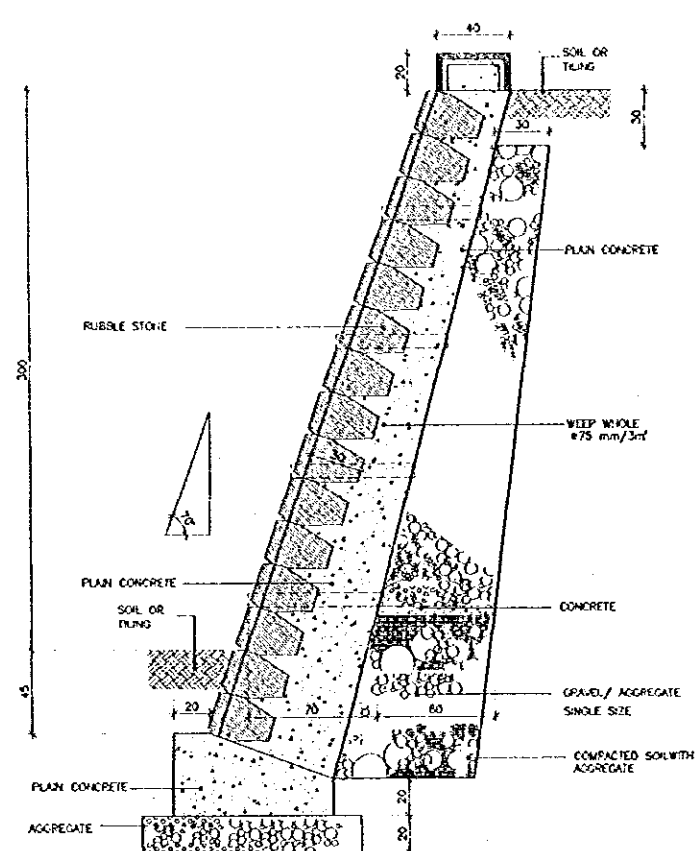 40
20
SOIL OR
TILING
30
30
PLAIN CONCRETE
RUBBLE STONE
300
WEEP WHOLE
ø75 mm/3m²
30
70°
PLAIN CONCRETE
SOIL OR
TILING
CONCRETE
45
20
70
60
GRAVEL/ AGGREGATE
SINGLE SIZE
COMPACTED SOIL WITH
AGGREGATE
PLAIN CONCRETE
20
AGGREGATE
20